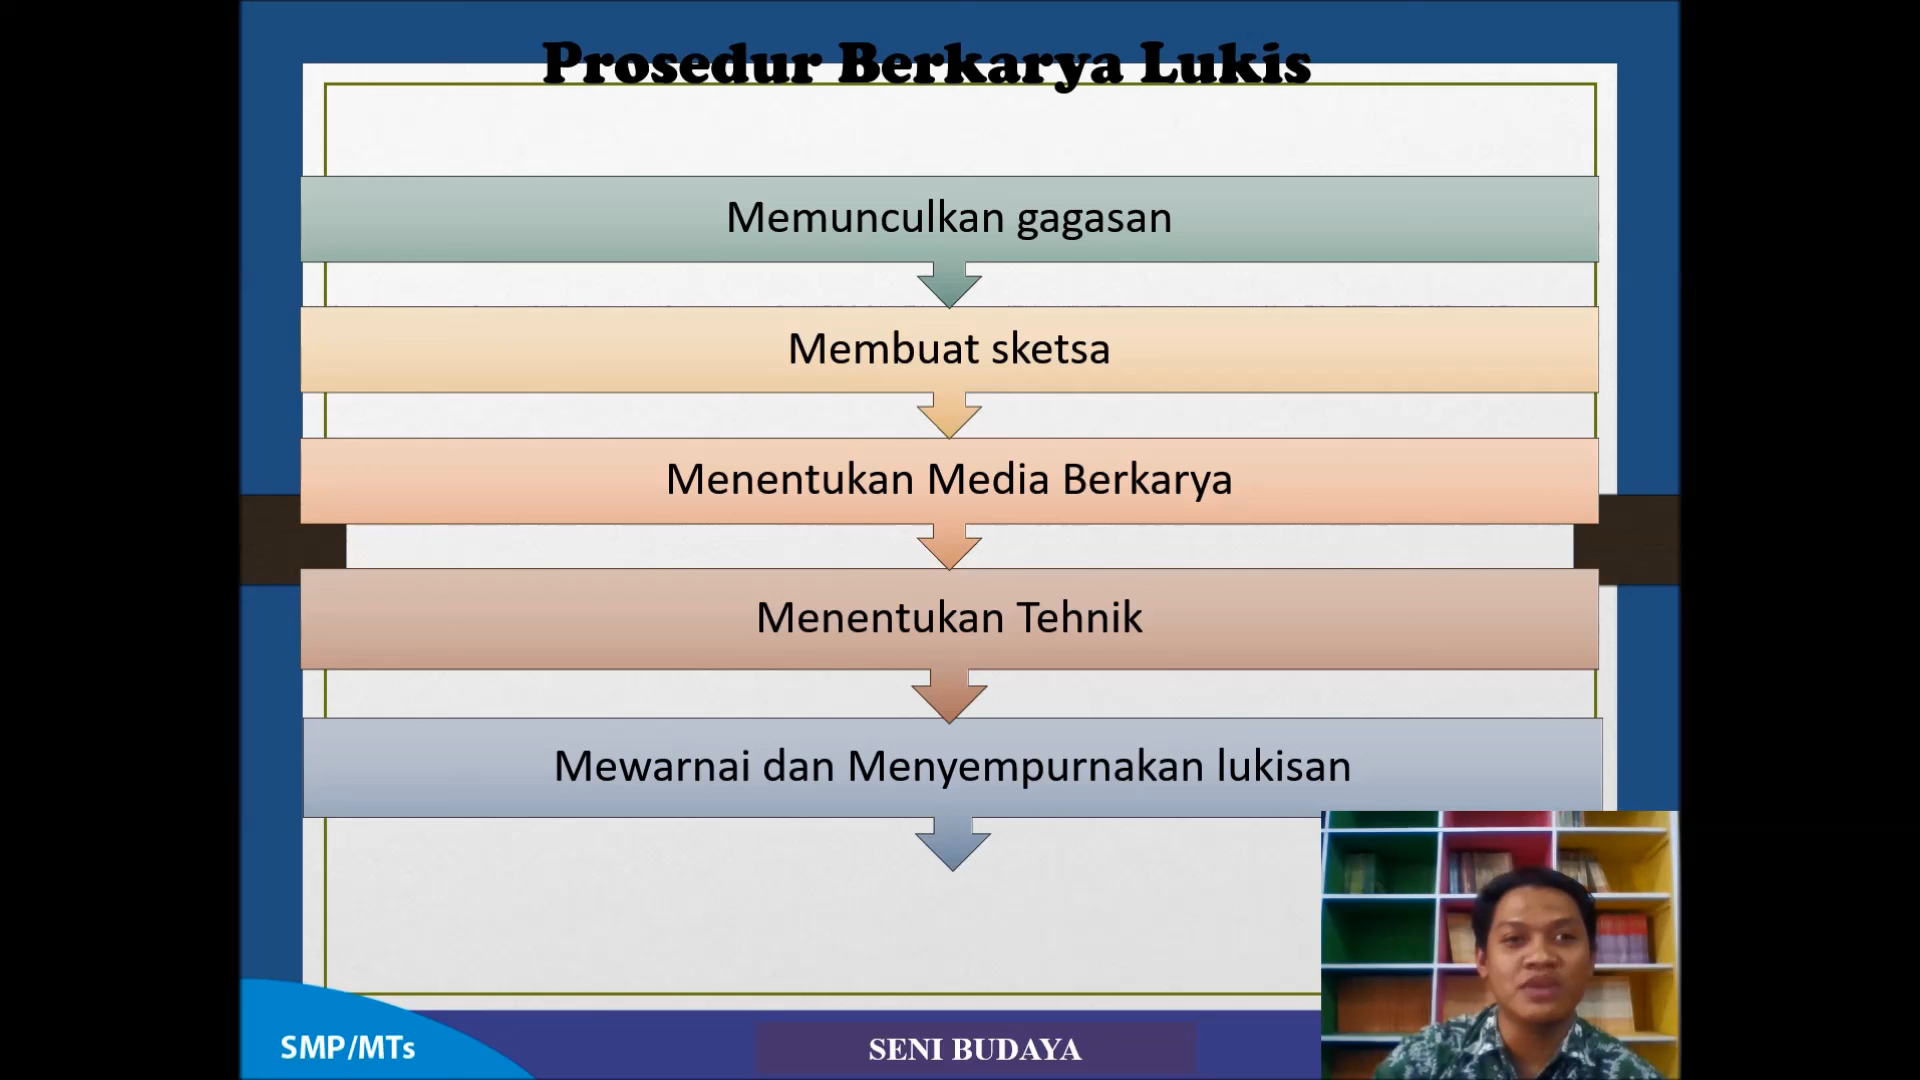 Prosedur Berkarya Lukis
Memunculkan gagasan
Membuat sketsa
Menentukan Media Berkarya
Menentukan Tehnik
Mewarnai dan Menyempurnakan lukisan
SMP/MTs
SENI BUDAYA